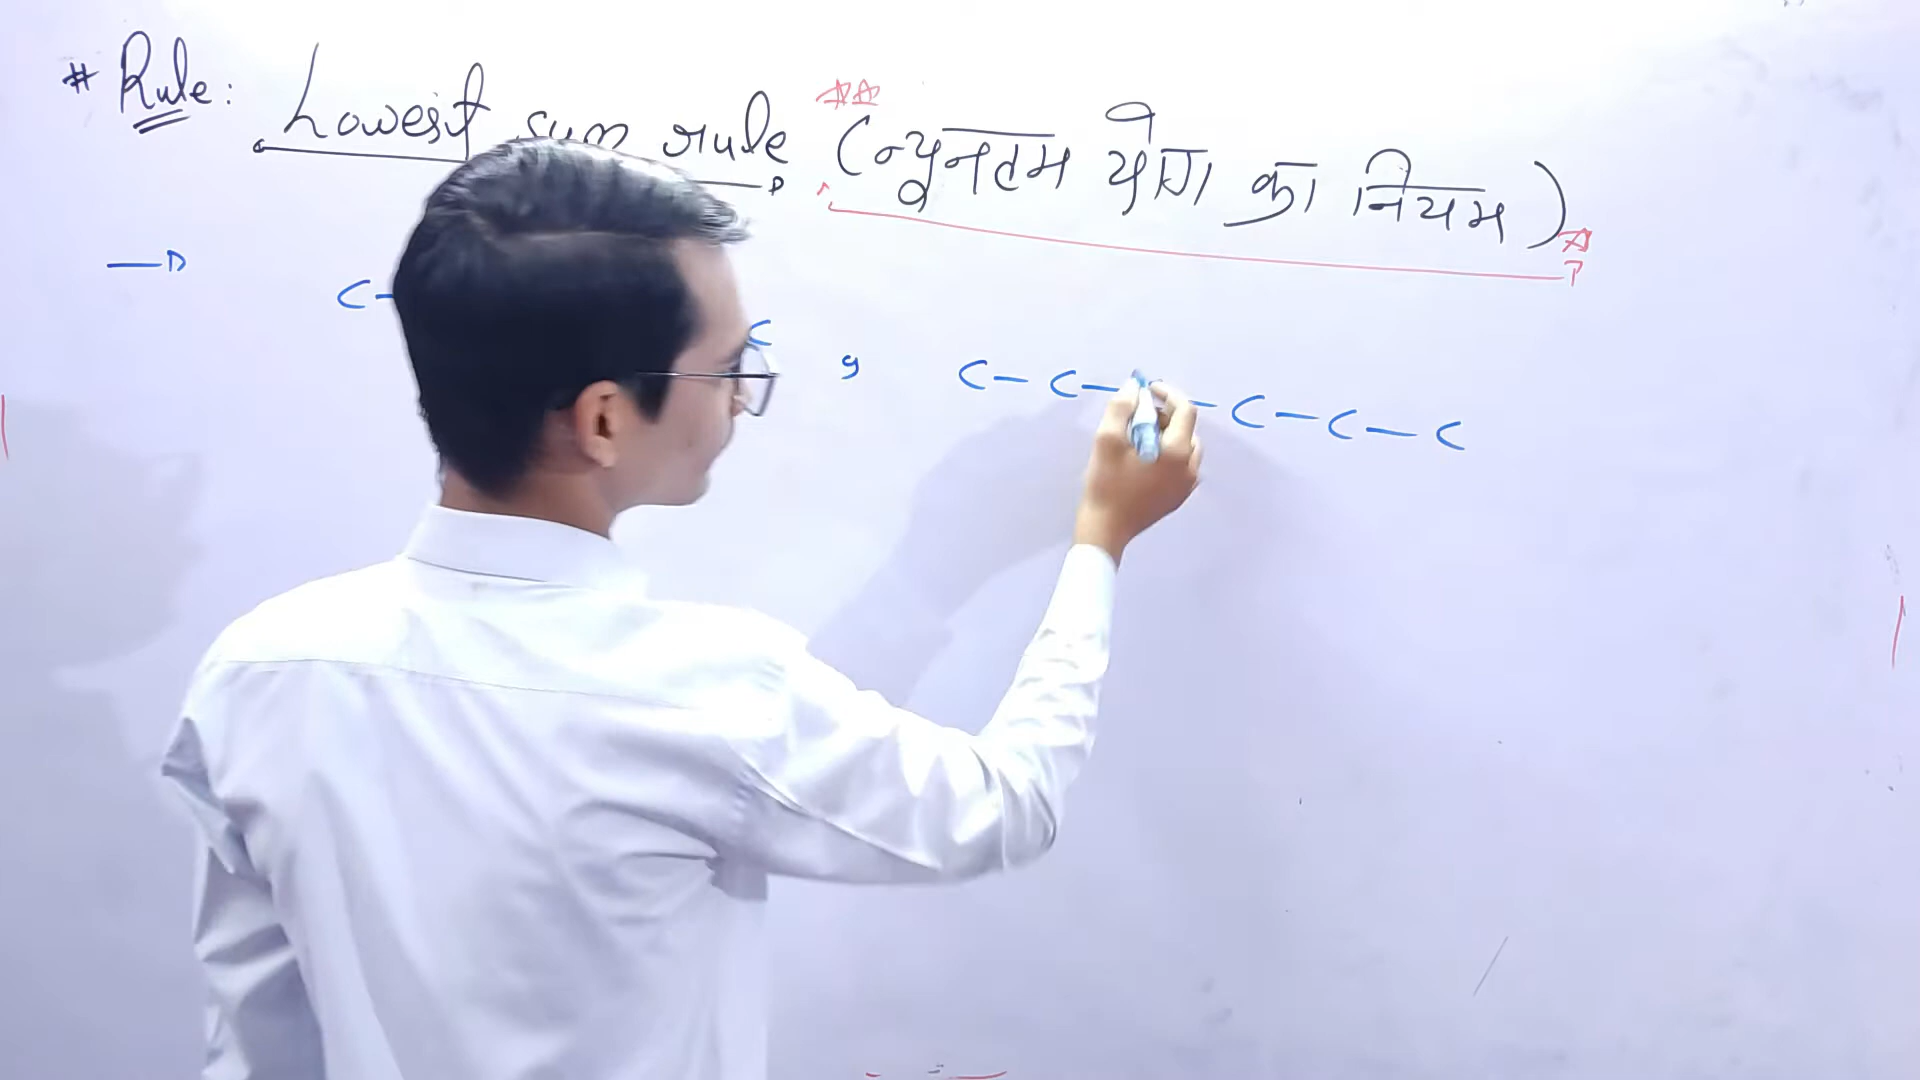 # Rule: Lowest sum rule (न्यूनतम योग का नियम)
C- C , C-C- -C-C-C